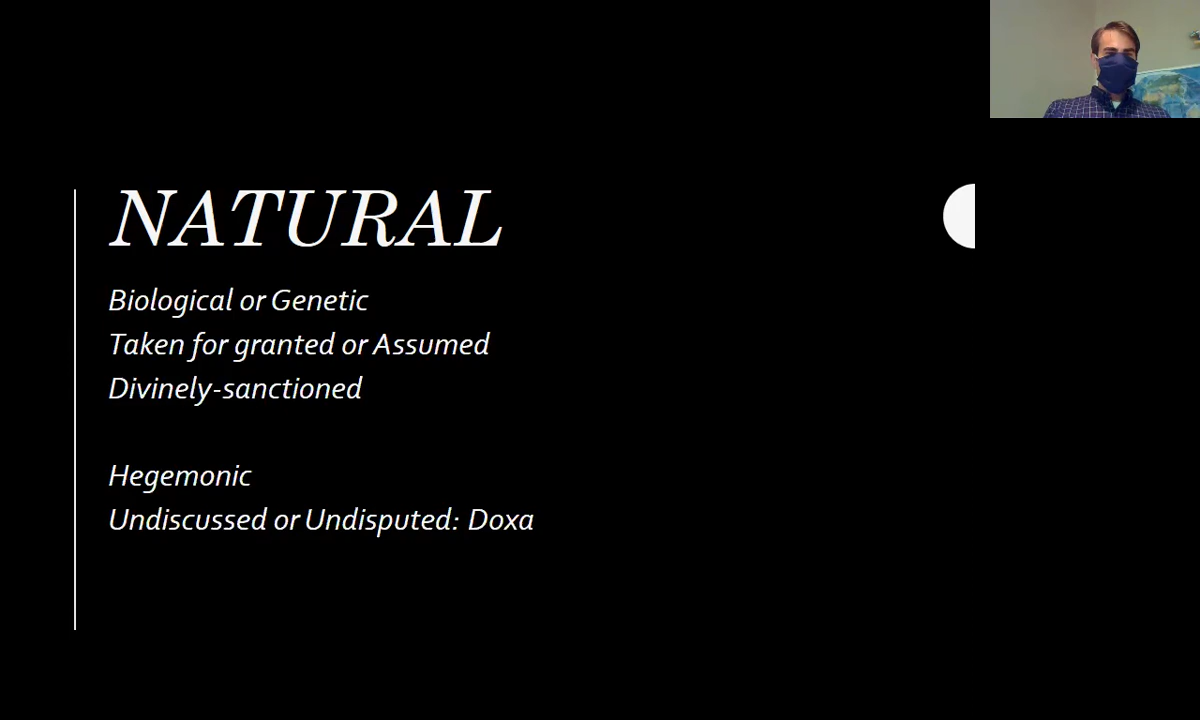 NATURAL
Biological or Genetic
Taken for granted or Assumed
Divinely-sanctioned
Hegemonic
Undiscussed or Undisputed: Doxa